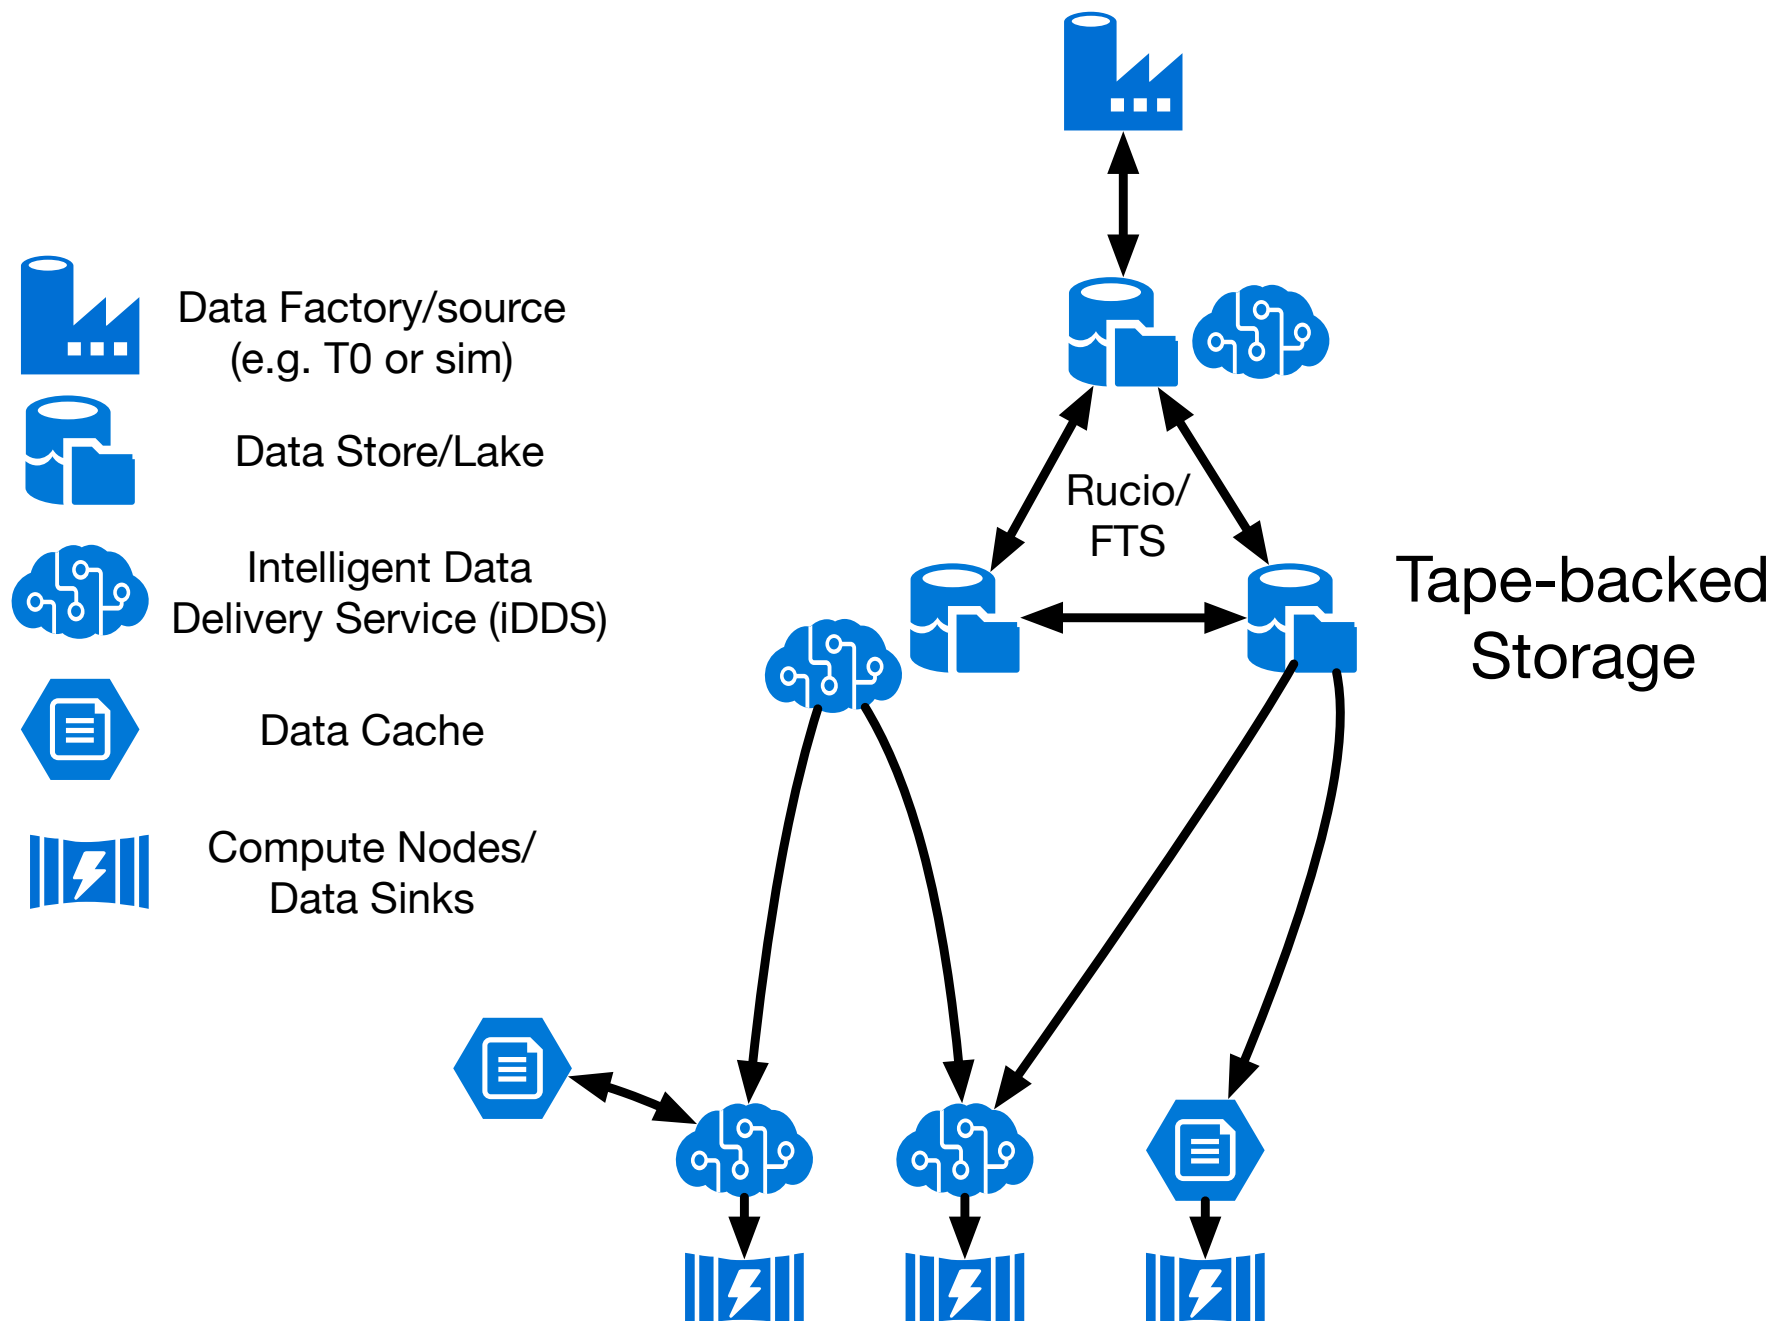 Data Factory/source
(e.g. T0 or sim)
Data Store/Lake
Intelligent Data
Delivery Service (iDDS)
Data Cache
Compute Nodes/
Data Sinks
Rucio/
FTS
Tape-backed
Storage